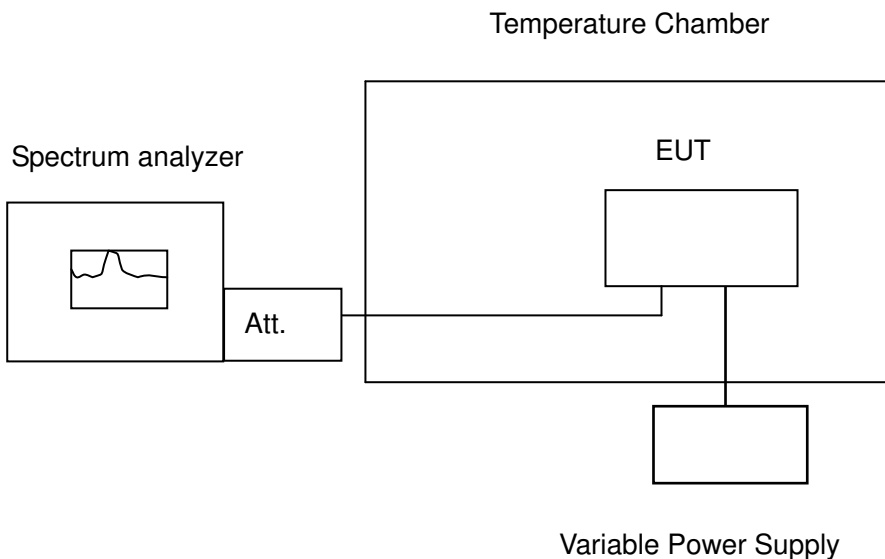 Temperature Chamber
Spectrum analyzer
EUT
Att.
Variable Power Supply